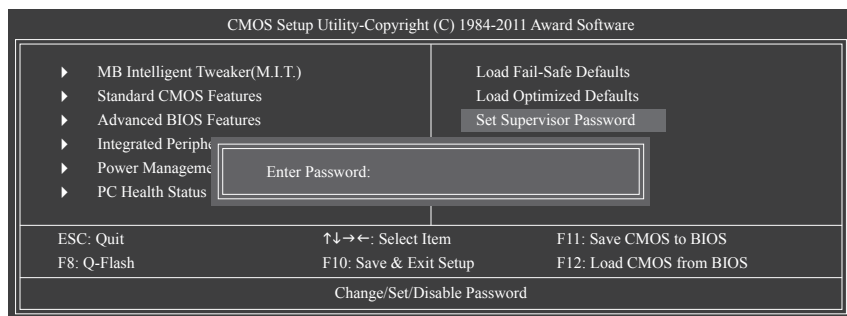 CMOS Setup Utility-Copyright (C) 1984-2011 Award Software
MB Intelligent Tweaker(M.I.T.)
Standard CMOS Features
Advanced BIOS Features
Integrated
Power
PC Health Status
Load Fail-Safe Defaults
Load Optimized Defaults
Set Supervisor Password
Enter Password:
ESC: Quit ↑↓→←: Select Item F11: Save CMOS to BIOS
F8: Q-Flash F10: Save & Exit Setup F12: Load CMOS from BIOS
Change/Set/Disable Password